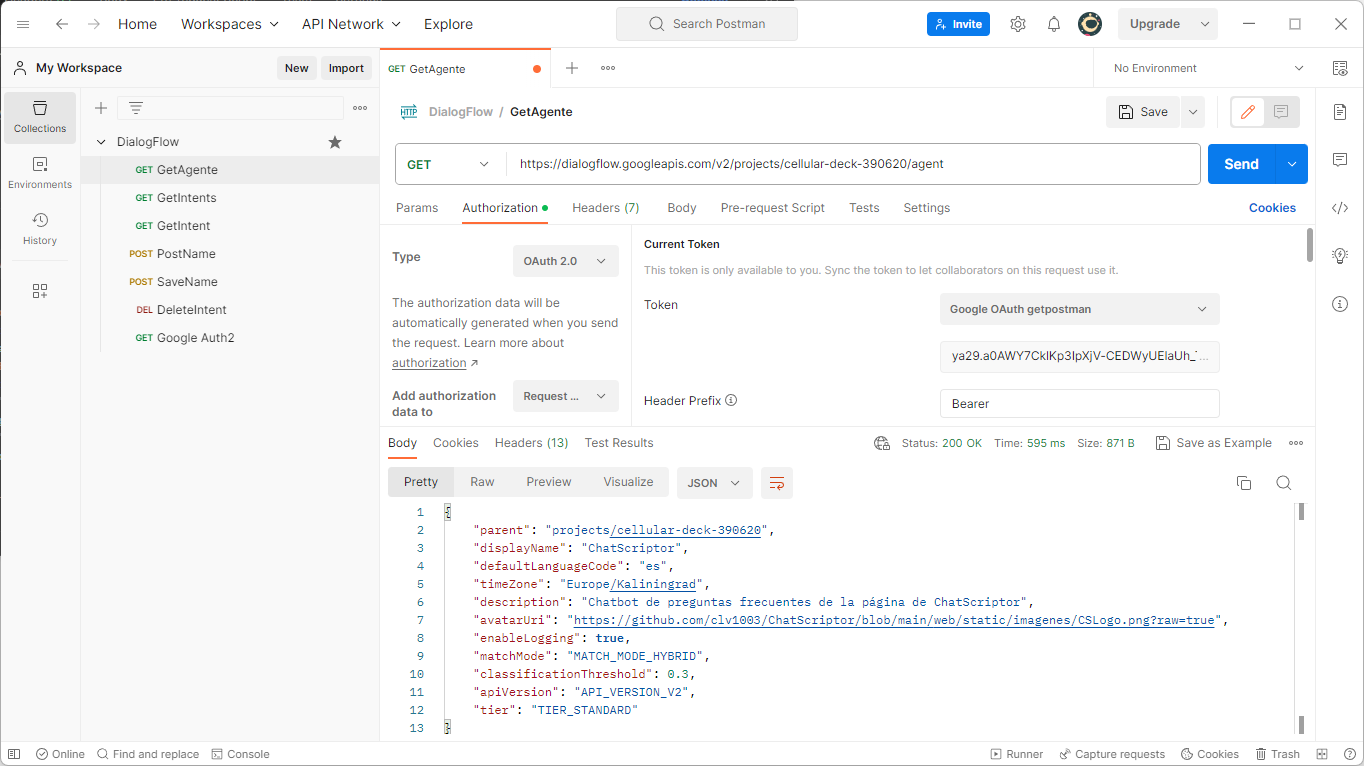 Home Workspaces API Network Explore Search Postman Invite Upgrade
My Workspace New Import GET GetAgente No Environment
Collections
Environments
History
DialogFlow
GET GetAgente
GET GetIntents
GET GetIntent
POST PostName
POST SaveName
DEL DeleteIntent
GET Google Auth2
HTTP DialogFlow / GetAgente Save
GET https://dialogflow.googleapis.com/v2/projects/cellular-deck-390620/agent Send
Params Authorization Headers (7) Body Pre-request Script Tests Settings Cookies
Type OAuth 2.0
The authorization data will be
automatically generated when you send
the request. Learn more about
authorization ↗
Add authorization
data to
Request ...
Current Token
This token is only available to you. Sync the token to let collaborators on this request use it.
Token Google OAuth getpostman
Header Prefix Bearer
Body Cookies Headers (13) Test Results Status: 200 OK Time: 595 ms Size: 871 B Save as Example
Pretty Raw Preview Visualize JSON
1 {
2 "parent": "projects/cellular-deck-390620",
3 "displayName": "ChatScriptor",
4 "defaultLanguageCode": "es",
5 "timeZone": "Europe/Kaliningrad",
6 "description": "Chatbot de preguntas frecuentes de la página de ChatScriptor",
7 "avatarUri": "https://github.com/clv1003/ChatScriptor/blob/main/web/static/imagenes/CSLogo.png?raw=true",
8 "enableLogging": true,
9 "matchMode": "MATCH_MODE_HYBRID",
10 "classificationThreshold": 0.3,
11 "apiVersion": "API_VERSION_V2",
12 "tier": "TIER_STANDARD"
13 }
Online Find and replace Console Runner Capture requests Cookies Trash